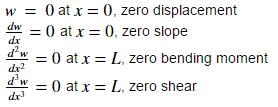 w = 0 at x = 0, zero displacement
dw/dx = 0 at x = 0, zero slope
d²w/dx² = 0 at x = L, zero bending moment
d³w/dx³ = 0 at x = L, zero shear